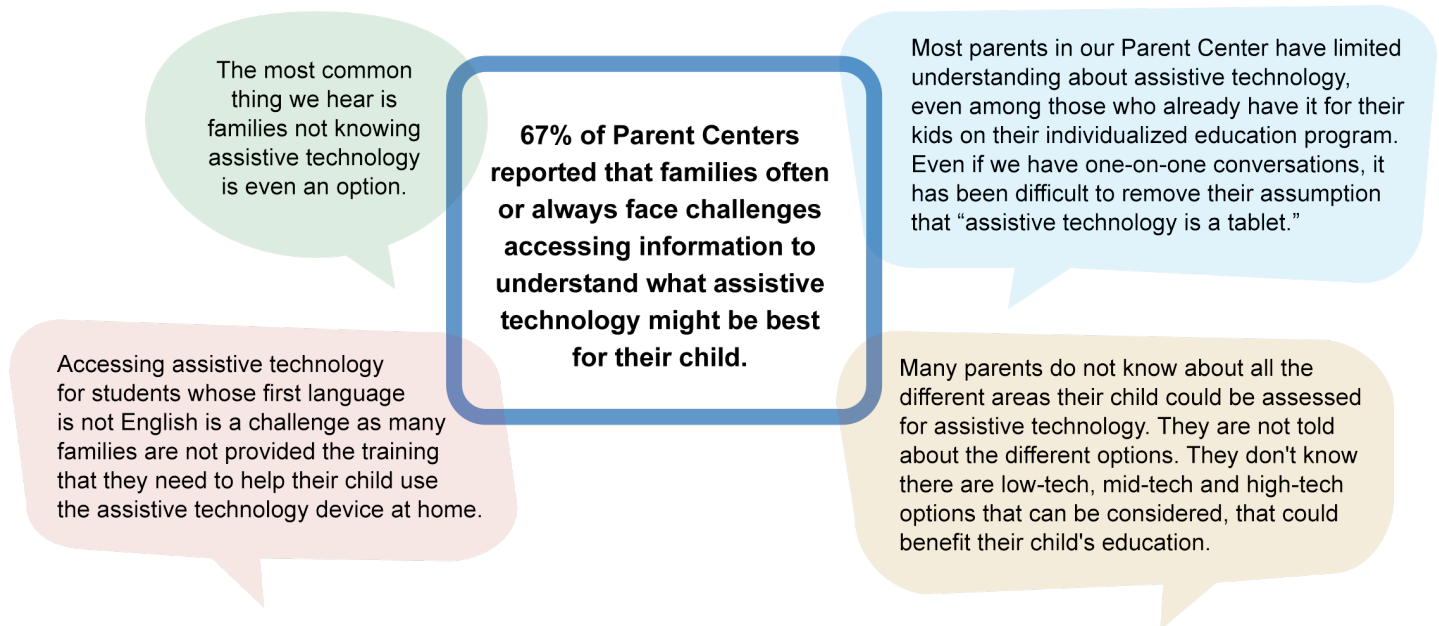 The most common
thing we hear is
families not knowing
assistive technology
is even an option.
67% of Parent Centers
reported that families often
or always face challenges
accessing information to
understand what assistive
technology might be best
for their child.
Most parents in our Parent Center have limited
understanding about assistive technology,
even among those who already have it for their
kids on their individualized education program.
Even if we have one-on-one conversations, it
has been difficult to remove their assumption
that “assistive technology is a tablet.”
Accessing assistive technology
for students whose first language
is not English is a challenge as many
families are not provided the training
that they need to help their child use
the assistive technology device at home.
Many parents do not know about all the
different areas their child could be assessed
for assistive technology. They are not told
about the different options. They don't know
there are low-tech, mid-tech and high-tech
options that can be considered, that could
benefit their child's education.